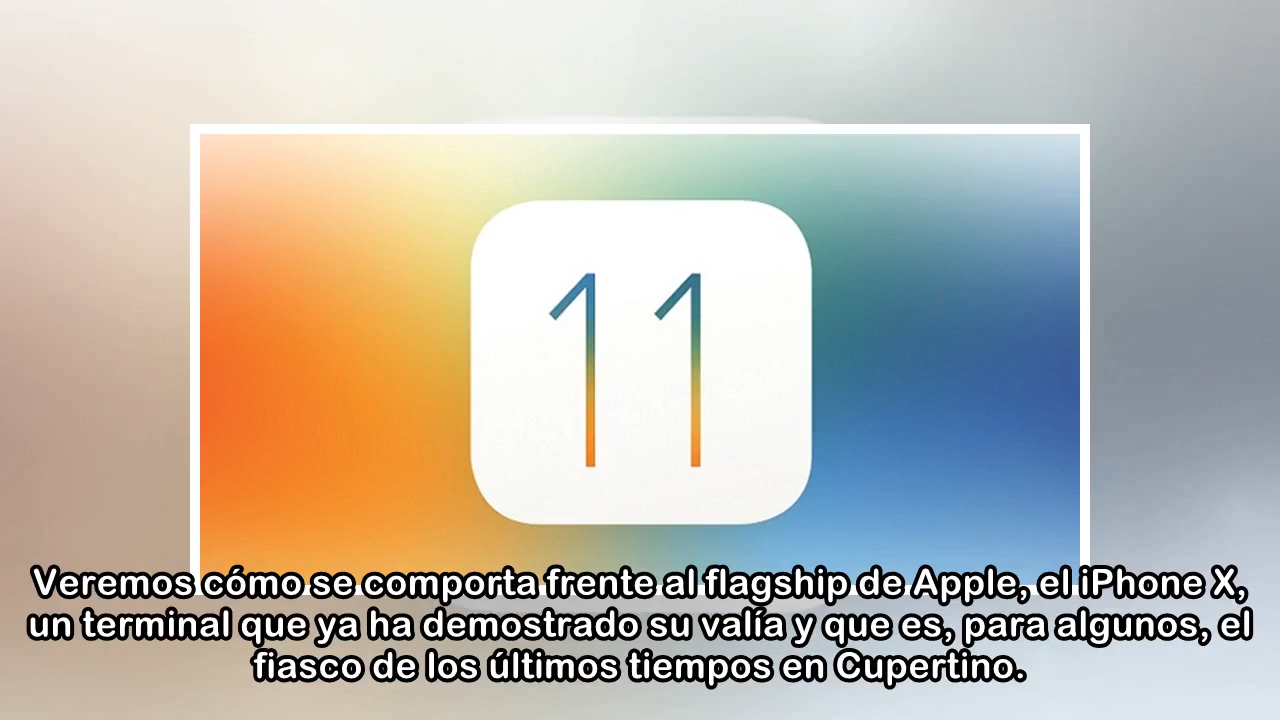 11
Veremos cómo se comporta frente al flagship de Apple, el iPhone X,
un terminal que ya ha demostrado su valía y que es, para algunos, el
fiasco de los últimos tiempos en Cupertino.